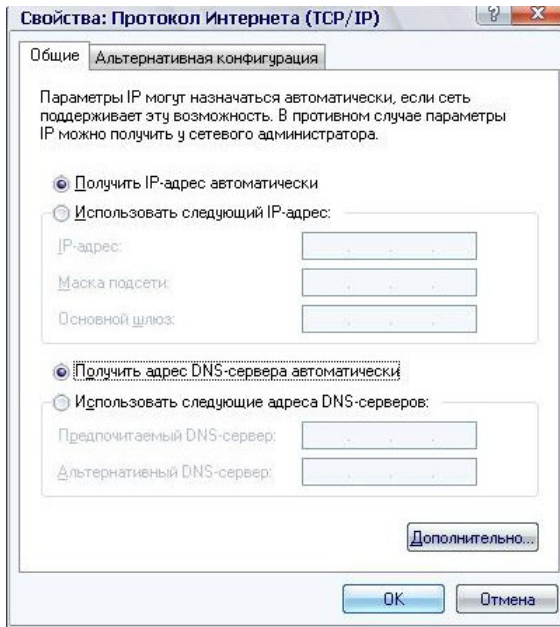 Свойства: Протокол Интернета (TCP/IP)
Общие
Альтернативная конфигурация
Параметры IP могут назначаться автоматически, если сеть
поддерживает эту возможность. В противном случае параметры
IP можно получить у сетевого администратора.
Получить IP-адрес автоматически
Использовать следующий IP-адрес:
IP-адрес:
Маска подсети:
Основной шлюз:
Получить адрес DNS-сервера автоматически
Использовать следующие адреса DNS-серверов:
Предпочитаемый DNS-сервер:
Альтернативный DNS-сервер:
Дополнительно...
OK
Отмена